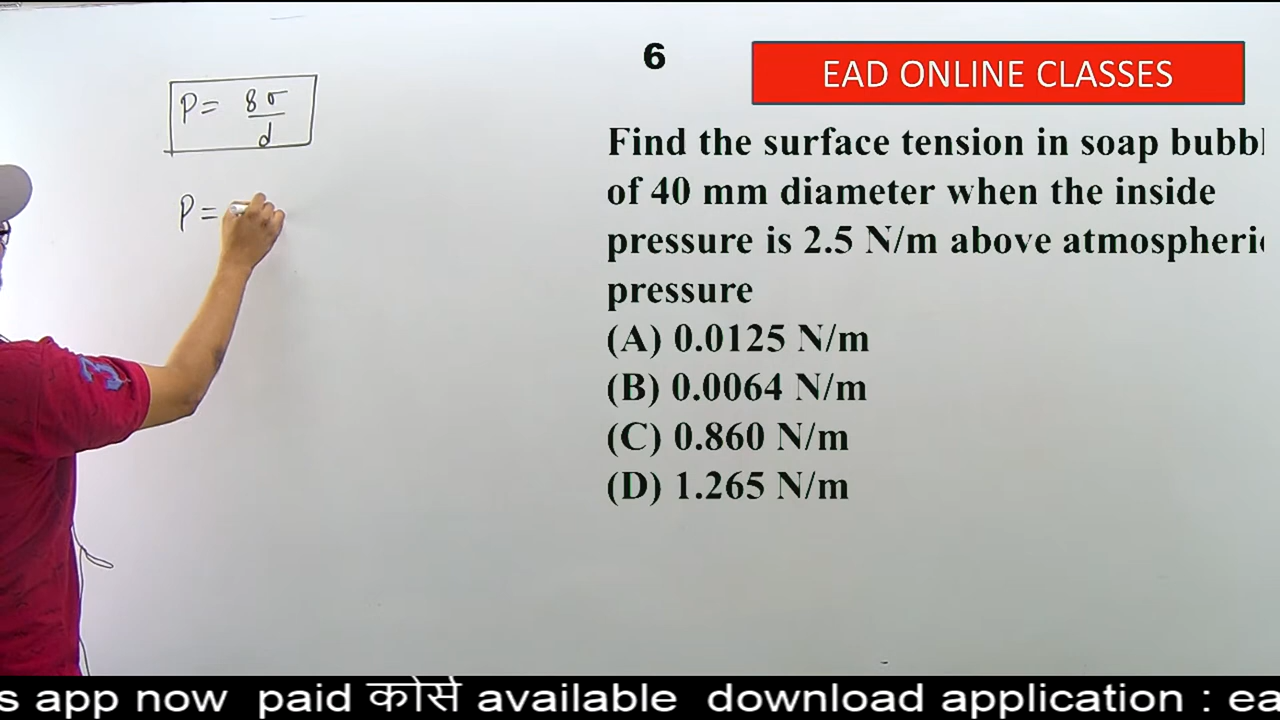 P = 8σ/d
P =
6
EAD ONLINE CLASSES
Find the surface tension in soap bubbl
of 40 mm diameter when the inside
pressure is 2.5 N/m above atmospheri
pressure
(A) 0.0125 N/m
(B) 0.0064 N/m
(C) 0.860 N/m
(D) 1.265 N/m
s app now paid कोर्स available download application : ea